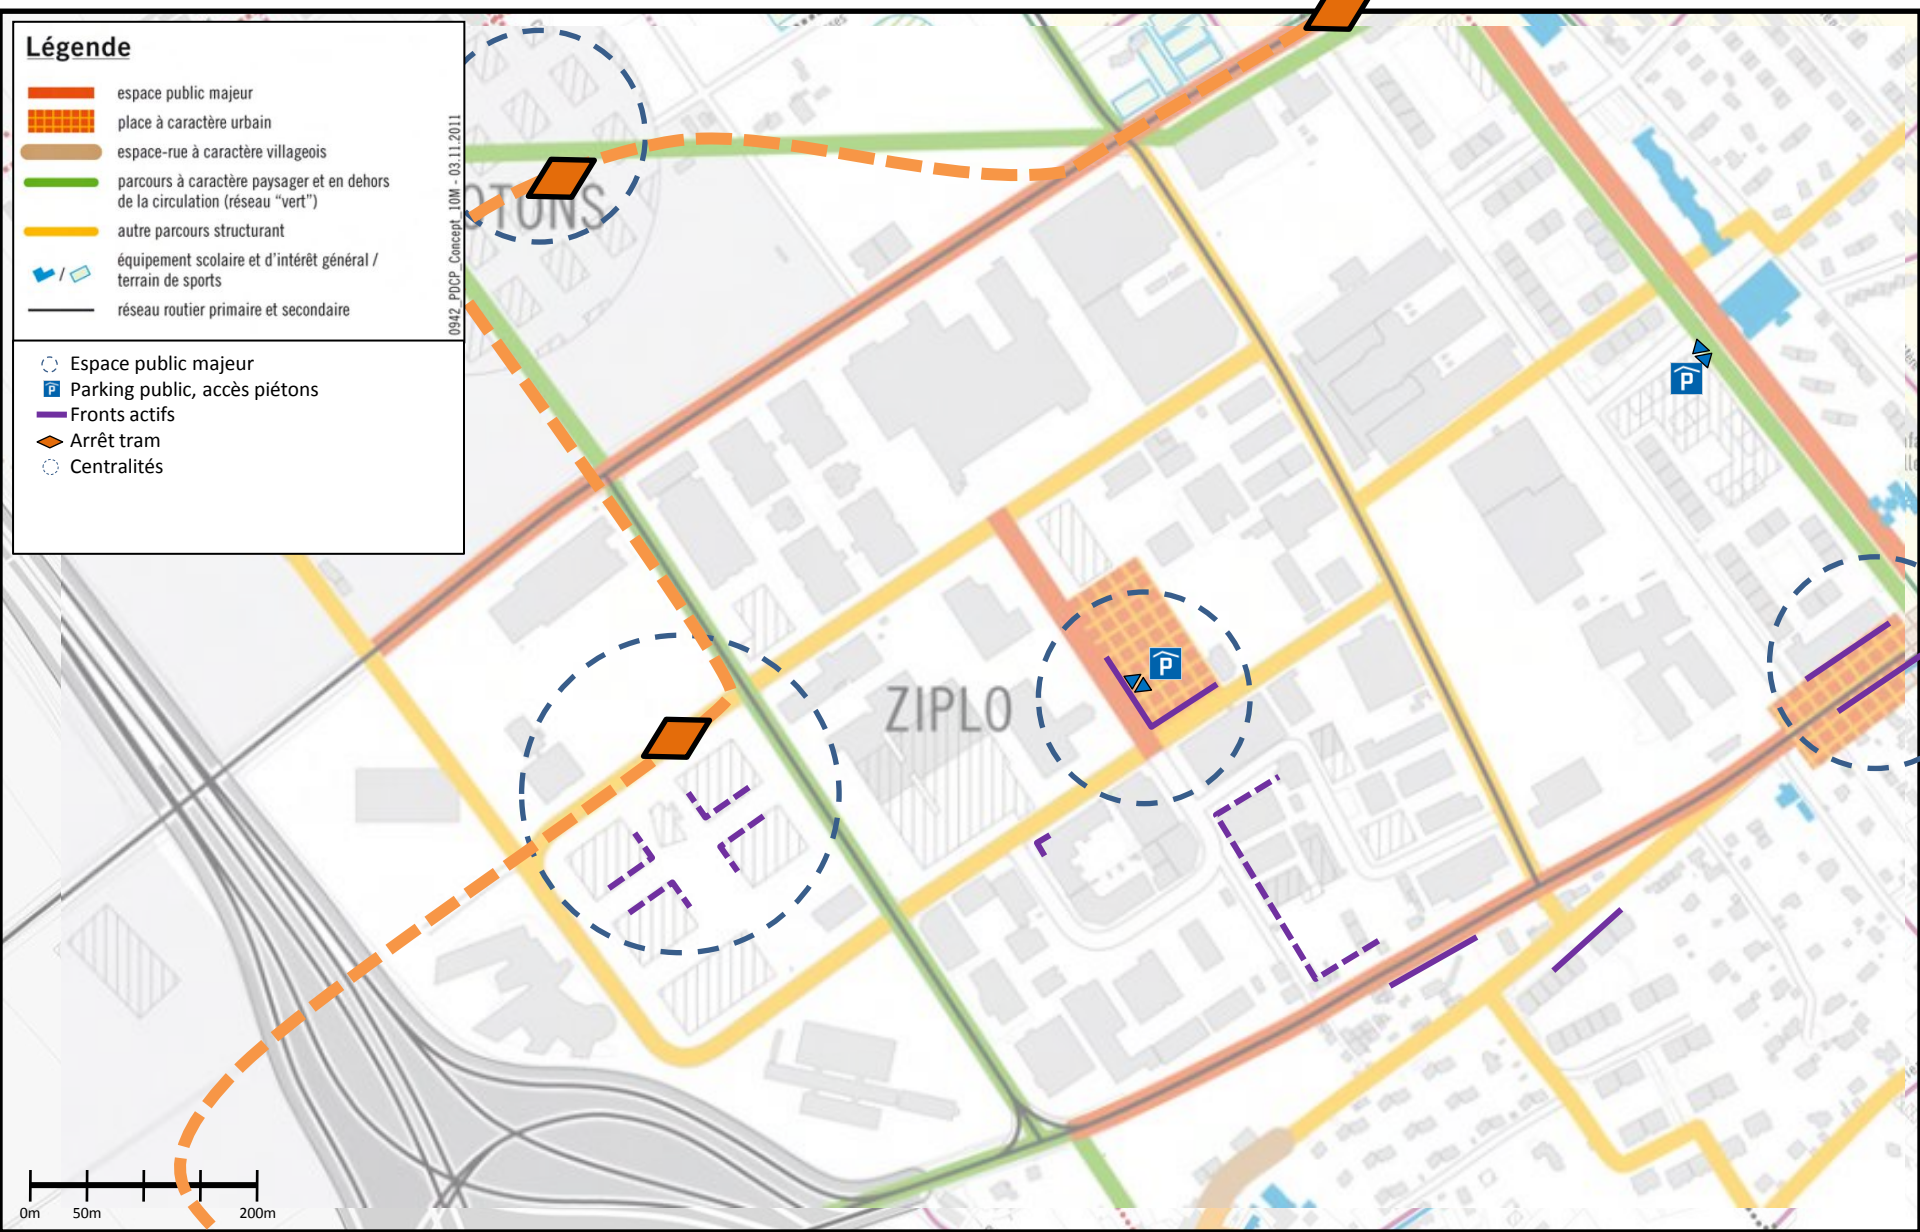 Légende
espace public majeur
place à caractère urbain
espace-rue à caractère villageois
parcours à caractère paysager et en dehors
de la circulation (réseau “vert”)
autre parcours structurant
équipement scolaire et d'intérêt général /
terrain de sports
réseau routier primaire et secondaire
0942_PDCP_Concept_10M - 03.11.2011
Espace public majeur
P Parking public, accès piétons
Fronts actifs
Arrêt tram
Centralités
TONS
P
P
ZIPLO
0m 50m 200m